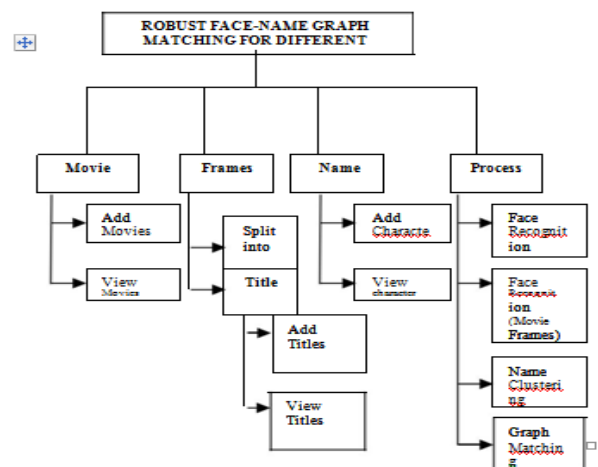 ROBUST FACE-NAME GRAPH
MATCHING FOR DIFFERENT
Movie
Frames
Name
Process
Add
Movies
View
Movies
Split
into
Title
Add
Titles
View
Titles
Add
Characte
View
character
Face
Recognit
ion
Face
Recognit
ion
(Movie
Frames)
Name
Clusteri
ng
Graph
Matchin
g